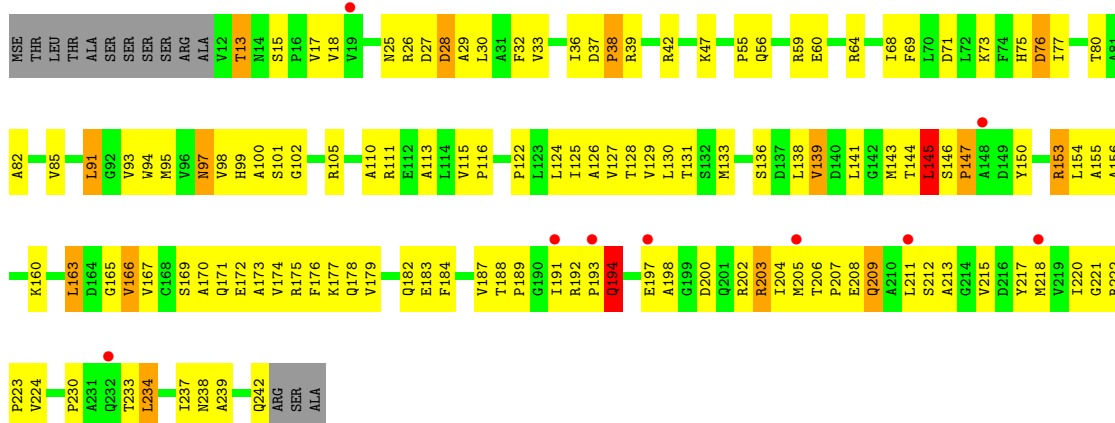 MSE THR LEU THR ALA SER SER SER SER ARG ALA V12 T13 N14 S15 P16 V17 V18 V19 N25 R26 D27 D28 A29 L30 A31 F32 V33 I36 D37 P38 R39 R42 K47 P55 Q56 R59 E60 R64 I68 F69 L70 D71 L72 K73 F74 H75 D76 I77 T80 A81
A82 V85 L91 G92 V93 W94 M95 V96 N97 V98 H99 A100 S101 G102 R105 A110 R111 E112 A113 L114 V115 P116 P122 L123 L124 I125 A126 V127 T128 V129 L130 T131 S132 M133 S136 D137 L138 V139 D140 L141 G142 M143 T144 L145 S146 P147 A148 D149 Y150 R153 L154 A155 A156
K160 L163 D164 G165 V166 V167 C168 S169 A170 Q171 E172 A173 V174 R175 F176 K177 Q178 V179 Q182 E183 F184 V187 T188 P189 G190 I191 R192 P193 Q194 E197 A198 G199 D200 Q201 R202 R203 I204 M205 T206 P207 E208 Q209 A210 L211 S212 A213 G214 V215 D216 Y217 M218 V219 I220 G221 R222
P223 V224 P230 A231 Q232 T233 L234 I237 N238 A239 Q242 ARG SER ALA